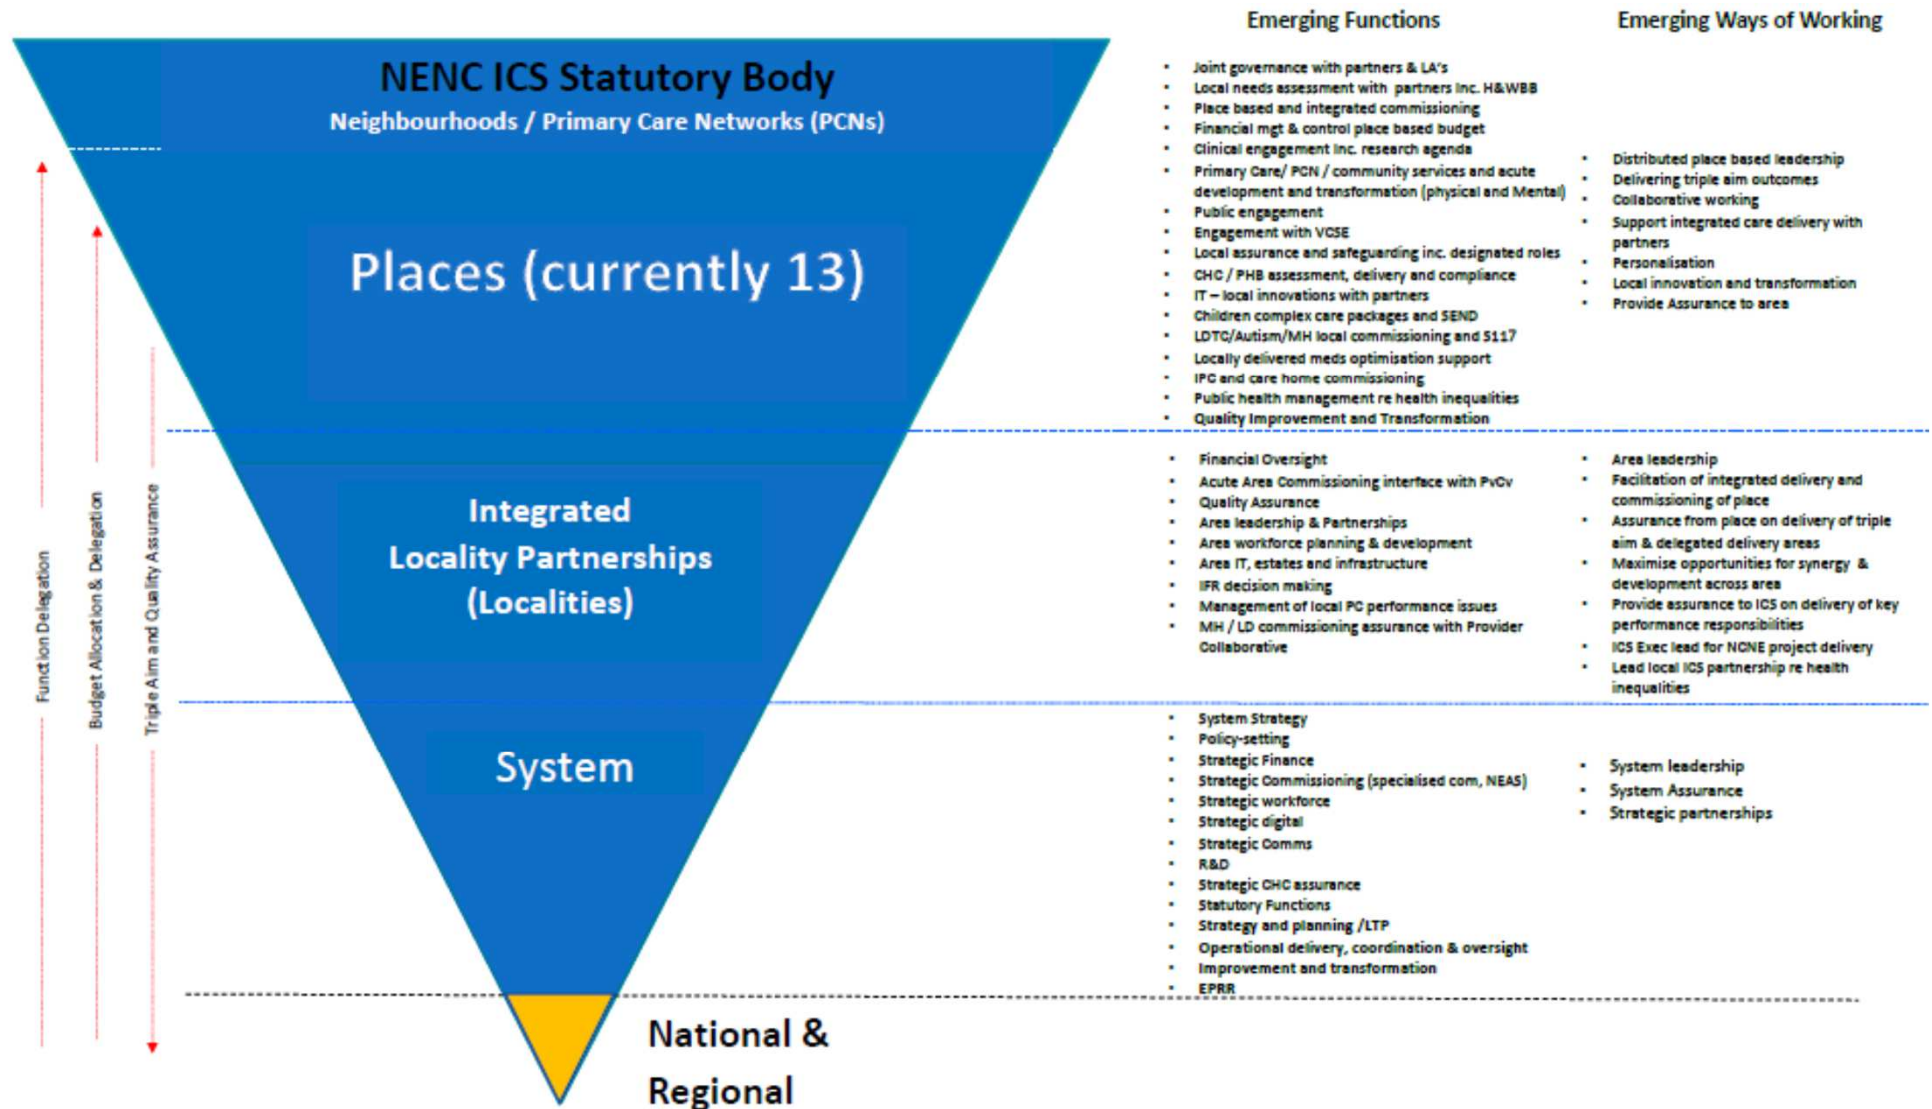 Emerging Functions
Emerging Ways of Working
NENC ICS Statutory Body
Neighbourhoods / Primary Care Networks (PCNs)
Places (currently 13)
Integrated
Locality Partnerships
(Localities)
System
National &
Regional
Function Delegation
Budget Allocation & Delegation
Triple Aim and Quality Assurance
• Joint governance with partners & LA's
• Local needs assessment with partners inc. H&WBB
• Place based and integrated commissioning
• Financial mgt & control place based budget
• Clinical engagement inc. research agenda
• Primary Care/ PCN / community services and acute
development and transformation (physical and Mental)
• Public engagement
• Engagement with VCSE
• Local assurance and safeguarding inc. designated roles
• CHC / PHB assessment, delivery and compliance
• IT – local innovations with partners
• Children complex care packages and SEND
• LDTC/Autism/MH local commissioning and S117
• Locally delivered meds optimisation support
• IPC and care home commissioning
• Public health management re health inequalities
• Quality Improvement and Transformation
• Distributed place based leadership
• Delivering triple aim outcomes
• Collaborative working
• Support integrated care delivery with
partners
• Personalisation
• Local innovation and transformation
• Provide Assurance to area
• Financial Oversight
• Acute Area Commissioning interface with PvCv
• Quality Assurance
• Area leadership & Partnerships
• Area workforce planning & development
• Area IT, estates and infrastructure
• IFR decision making
• Management of local PC performance issues
• MH / LD commissioning assurance with Provider
Collaborative
• Area leadership
• Facilitation of integrated delivery and
commissioning of place
• Assurance from place on delivery of triple
aim & delegated delivery areas
• Maximise opportunities for synergy &
development across area
• Provide assurance to ICS on delivery of key
performance responsibilities
• ICS Exec lead for NCNE project delivery
• Lead local ICS partnership re health
inequalities
• System Strategy
• Policy-setting
• Strategic Finance
• Strategic Commissioning (specialised com, NEAS)
• Strategic workforce
• Strategic digital
• Strategic Comms
• R&D
• Strategic CHC assurance
• Statutory Functions
• Strategy and planning /LTP
• Operational delivery, coordination & oversight
• Improvement and transformation
• EPRR
• System leadership
• System Assurance
• Strategic partnerships